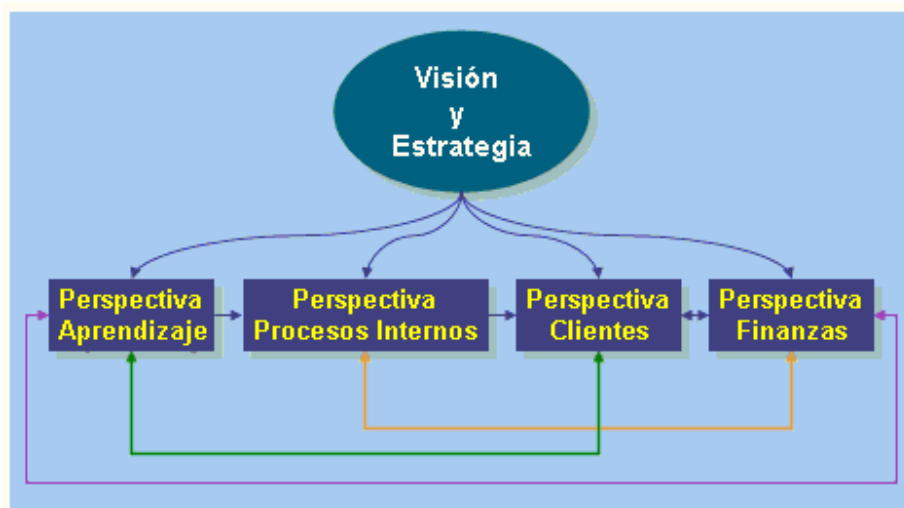 Visión
y
Estrategia
Perspectiva
Aprendizaje
Perspectiva
Procesos Internos
Perspectiva
Clientes
Perspectiva
Finanzas